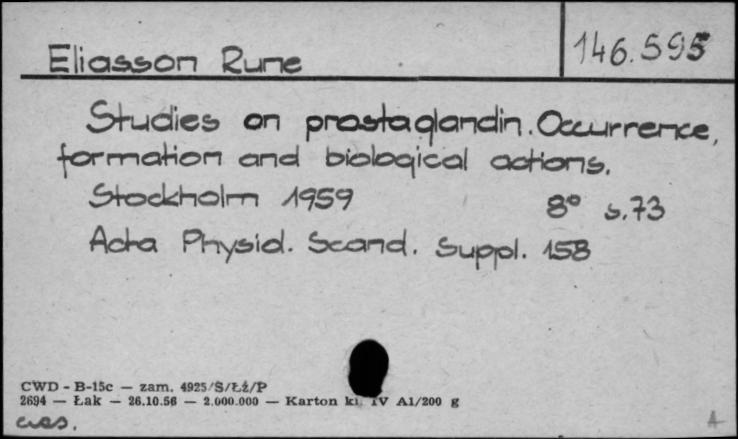 Eliasson Rune
146.595
Studies on prostaglandin. Occurrence,
formation and biological actions.
Stockholm 1959 8° s.73
Acta Physiol. Scand. Suppl. 158
CWD - B-15c — zam. 4925/S/Łż/P
2694 — Łak — 26.10.56 — 2.000.000 — Karton kl. IV A1/200 g
A